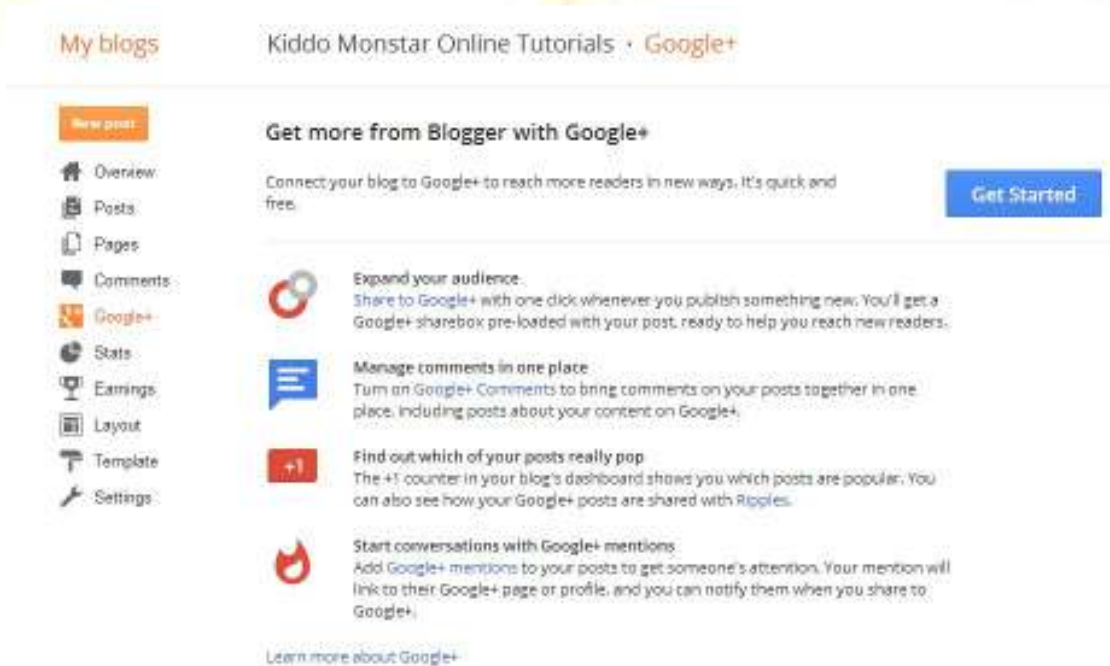 My blogs
Kiddo Monstar Online Tutorials · Google+
New post
Overview
Posts
Pages
Comments
Google+
Stats
Earnings
Layout
Template
Settings
Get more from Blogger with Google+
Connect your blog to Google+ to reach more readers in new ways. It's quick and
free.
Get Started
Expand your audience
Share to Google+ with one click whenever you publish something new. You'll get a
Google+ sharebox pre-loaded with your post, ready to help you reach new readers.
Manage comments in one place
Turn on Google+ Comments to bring comments on your posts together in one
place, including posts about your content on Google+.
+1
Find out which of your posts really pop
The +1 counter in your blog's dashboard shows you which posts are popular. You
can also see how your Google+ posts are shared with Ripples.
Start conversations with Google+ mentions
Add Google+ mentions to your posts to get someone's attention. Your mention will
link to their Google+ page or profile, and you can notify them when you share to
Google+.
Learn more about Google+